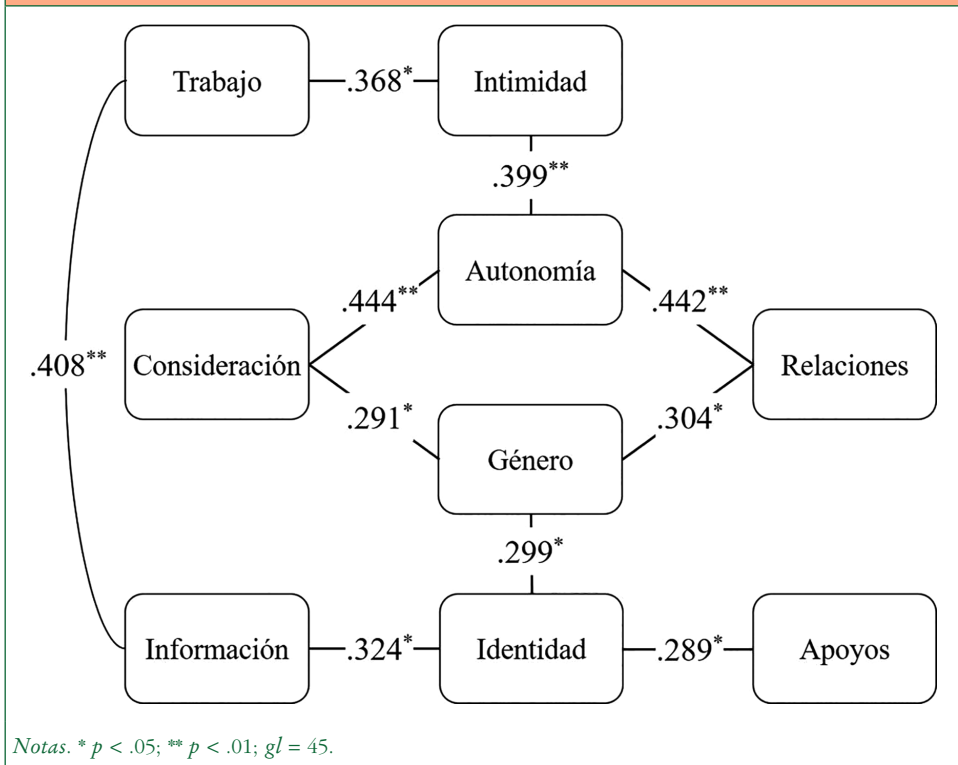 Trabajo .368* Intimidad
.399**
Autonomía
.444** .442**
.408** Consideración Relaciones
.291* .304*
Género
.299*
Información .324* Identidad .289* Apoyos
Notas. * p < .05; ** p < .01; gl = 45.